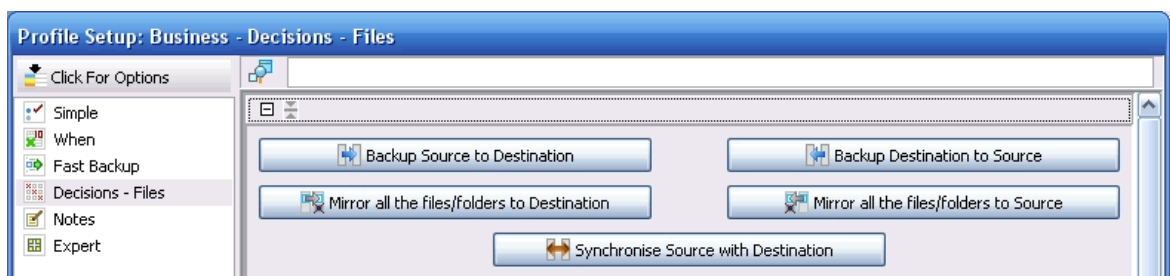 Profile Setup: Business - Decisions - Files
Click For Options
Simple
When
Fast Backup
Decisions - Files
Notes
Expert
Backup Source to Destination
Backup Destination to Source
Mirror all the files/folders to Destination
Mirror all the files/folders to Source
Synchronise Source with Destination